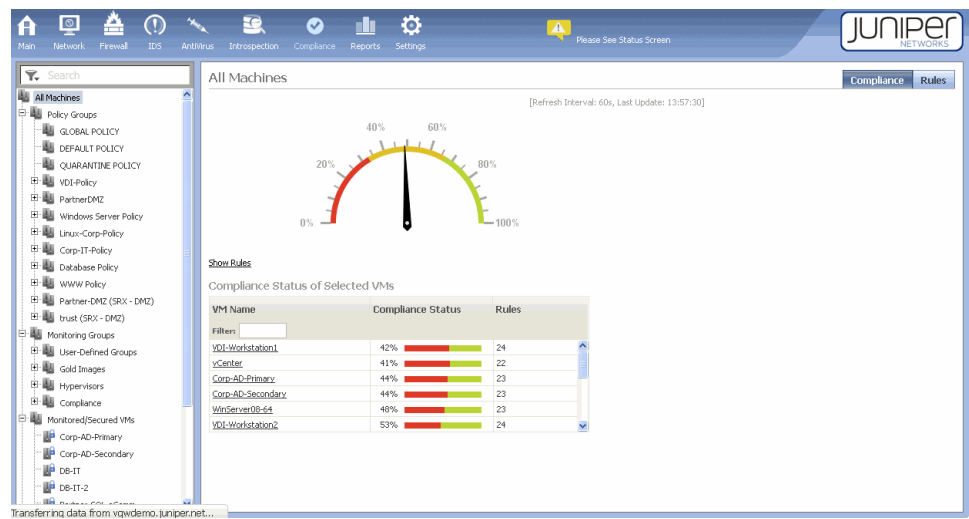 Main Network Firewall IDS AntiVirus Introspection Compliance Reports Settings
Please See Status Screen
JUNIPER
NETWORKS
Search
All Machines
Policy Groups
GLOBAL POLICY
DEFAULT POLICY
QUARANTINE POLICY
VDI-Policy
PartnerDMZ
Windows Server Policy
Linux-Corp-Policy
Corp-IT-Policy
Database Policy
WWW Policy
Partner-DMZ (SRX - DMZ)
trust (SRX - DMZ)
Monitoring Groups
User-Defined Groups
Gold Images
Hypervisors
Compliance
Monitored/Secured VMs
Corp-AD-Primary
Corp-AD-Secondary
DB-IT
DB-IT-2
Transferring data from vgwdemo.juniper.net...
All Machines
Compliance Rules
[Refresh Interval: 60s, Last Update: 13:57:30]
40% 60%
20% 80%
0% 100%
Show Rules
Compliance Status of Selected VMs
VM Name Compliance Status Rules
Filter:
VDI-Workstation1 42% 24
vCenter 41% 22
Corp-AD-Primary 44% 23
Corp-AD-Secondary 44% 23
WinServer08-64 48% 23
VDI-Workstation2 53% 24